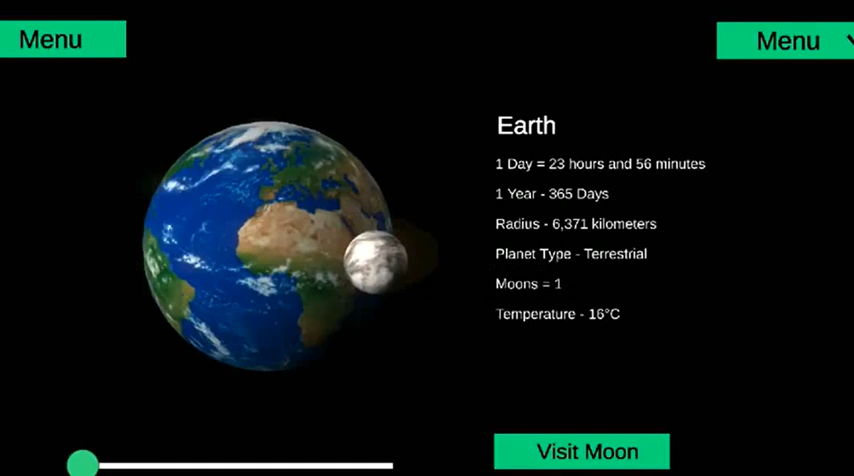 Menu
Menu
Earth
1 Day = 23 hours and 56 minutes
1 Year - 365 Days
Radius - 6,371 kilometers
Planet Type - Terrestrial
Moons = 1
Temperature - 16°C
Visit Moon